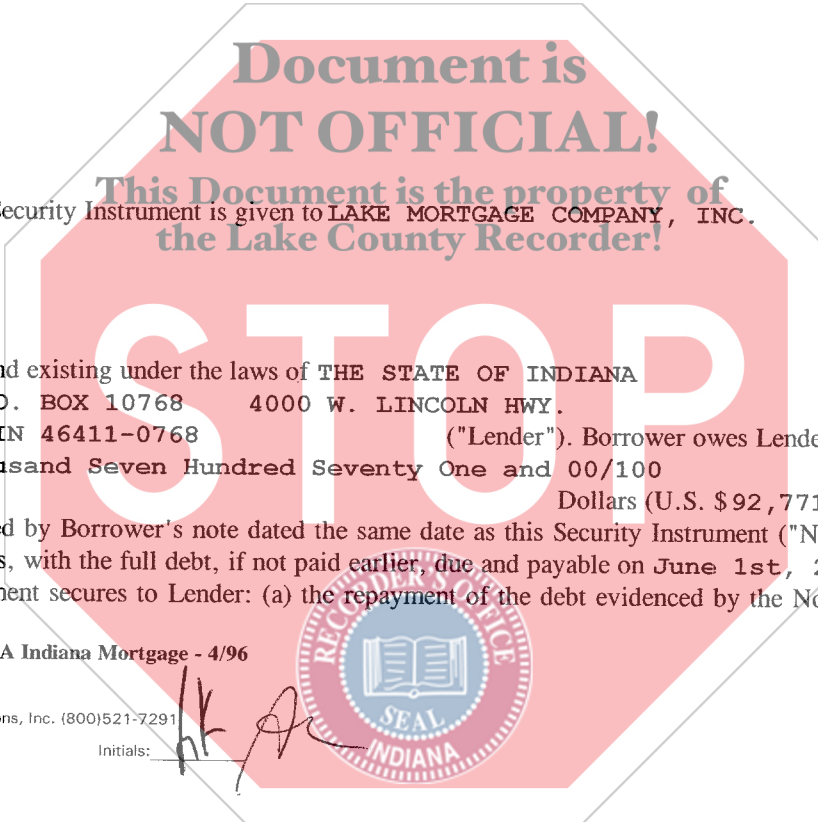 Document is
NOT OFFICIAL!
This Document is the property of
Security Instrument is given to LAKE MORTGAGE COMPANY, INC.
the Lake County Recorder!
STOP
nd existing under the laws of THE STATE OF INDIANA
O. BOX 10768 4000 W. LINCOLN HWY.
IN 46411-0768 ("Lender"). Borrower owes Lende
usand Seven Hundred Seventy One and 00/100
Dollars (U.S. $92,771
ed by Borrower's note dated the same date as this Security Instrument ("N
s, with the full debt, if not paid earlier, due and payable on June 1st, 2
ment secures to Lender: (a) the repayment of the debt evidenced by the No
RECORDER'S OFFICE
A Indiana Mortgage - 4/96
SEAL
ons, Inc. (800)521-7291
INDIANA
Initials: